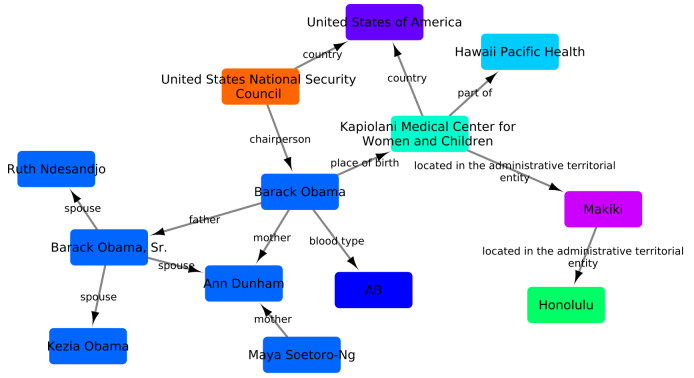 United States of America
country
Hawaii Pacific Health
United States National Security
Council
country
part of
Kapiolani Medical Center for
Women and Children
chairperson
place of birth
located in the administrative territorial
entity
Ruth Ndesandjo
Barack Obama
spouse
father
Makiki
mother
blood type
Barack Obama, Sr.
located in the administrative territorial
entity
spouse
Ann Dunham
AB
spouse
Honolulu
mother
Kezia Obama
Maya Soetoro-Ng